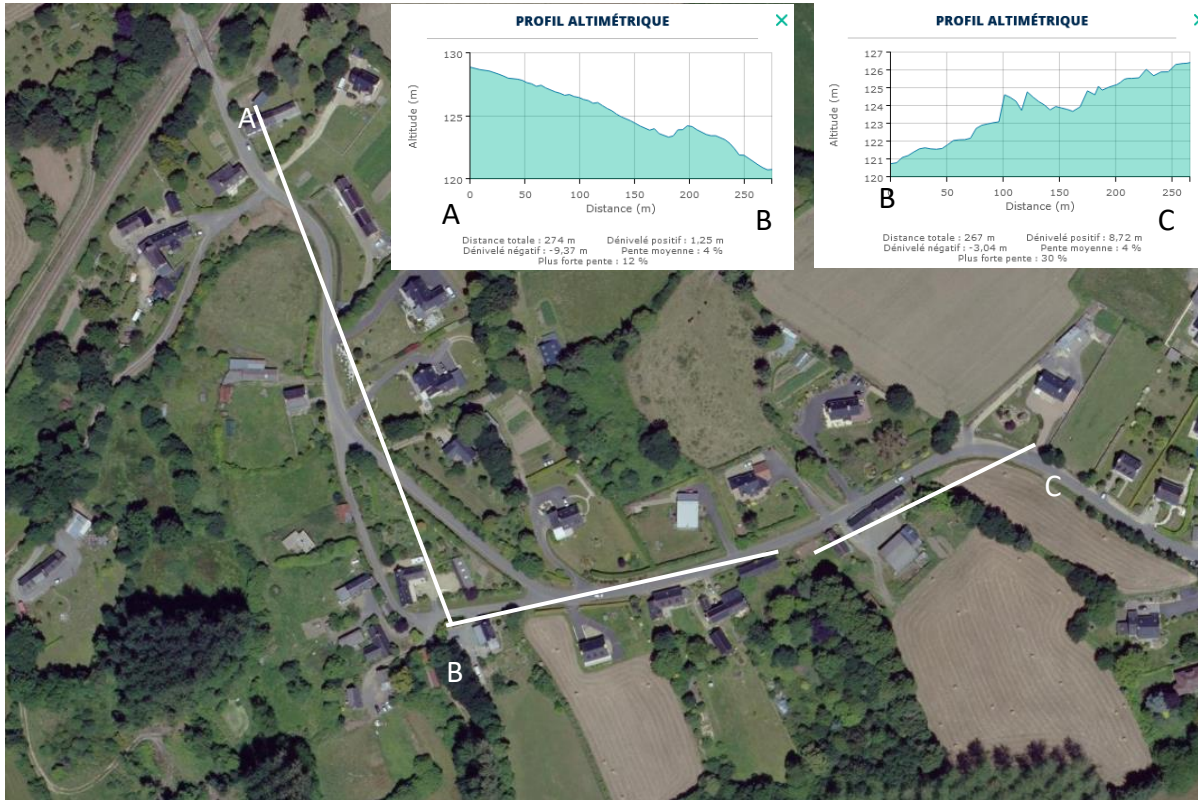 PROFIL ALTIMÉTRIQUE ×
130
125
120
Altitude (m)
0 50 100 150 200 250
Distance (m)
A B
Distance totale : 274 m Dénivelé positif : 1,25 m
Dénivelé négatif : -9,37 m Pente moyenne : 4 %
Plus forte pente : 12 %
PROFIL ALTIMÉTRIQUE
127
126
125
124
123
122
121
120
Altitude (m)
50 100 150 200 250
Distance (m)
B C
Distance totale : 267 m Dénivelé positif : 8,72 m
Dénivelé négatif : -3,04 m Pente moyenne : 4 %
Plus forte pente : 30 %
A
C
B